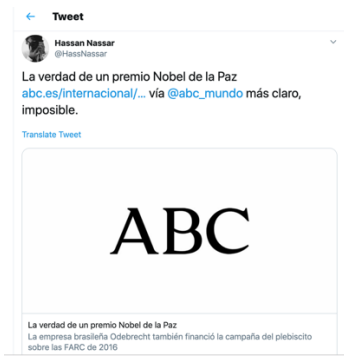 Tweet
Hassan Nassar
@HassNassar
La verdad de un premio Nobel de la Paz
abc.es/internacional/... vía @abc_mundo más claro,
imposible.
Translate Tweet
ABC
La verdad de un premio Nobel de la Paz
La empresa brasileña Odebrecht también financió la campaña del plebiscito
sobre las FARC de 2016